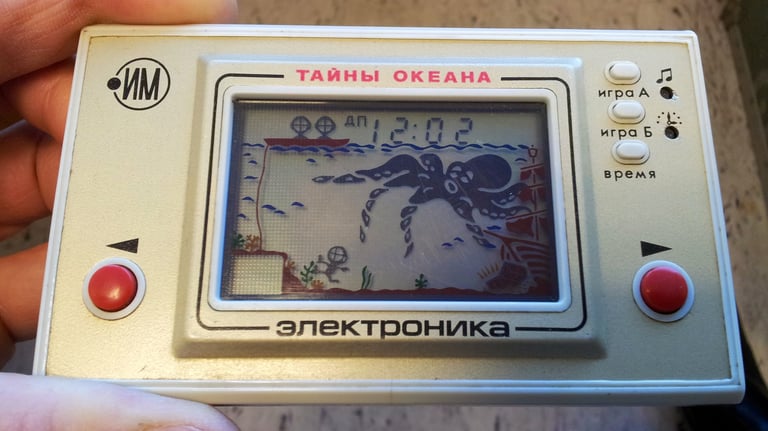 ИМ
ТАЙНЫ ОКЕАНА
игра А
игра Б
время
ДП 12:02
электроника